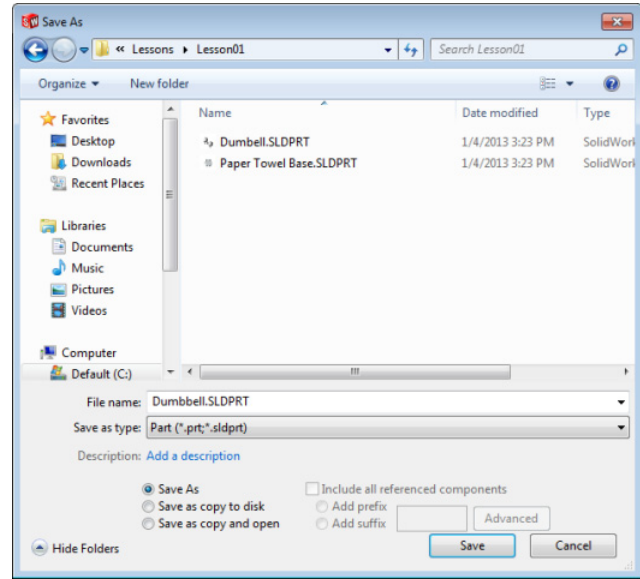 Save As
« Lessons ▸ Lesson01
Search Lesson01
Organize ▾ New folder
Name Date modified Type
Favorites
Desktop
Downloads
Recent Places
Libraries
Documents
Music
Pictures
Videos
Computer
Default (C:)
Dumbell.SLDPRT 1/4/2013 3:23 PM SolidWork
Paper Towel Base.SLDPRT 1/4/2013 3:23 PM SolidWork
File name: Dumbbell.SLDPRT
Save as type: Part (*.prt;*.sldprt)
Description: Add a description
Save As
Save as copy to disk
Save as copy and open
Include all referenced components
Add prefix
Add suffix
Advanced
Hide Folders
Save Cancel